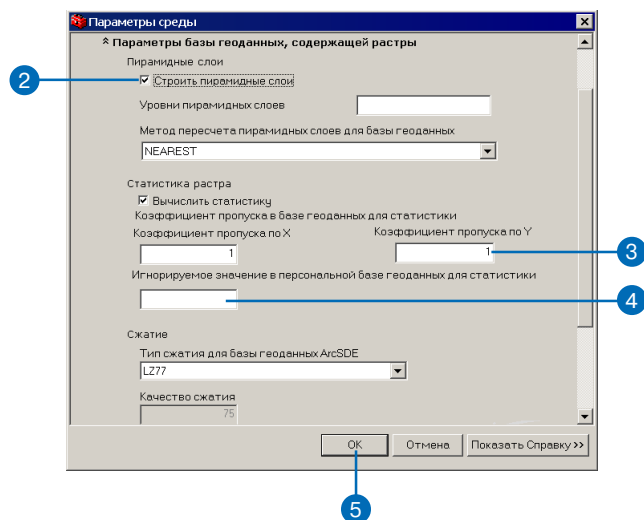 Параметры среды
Параметры базы геоданных, содержащей растры
Пирамидные слои
2
Строить пирамидные слои
Уровни пирамидных слоев
Метод пересчета пирамидных слоев для базы геоданных
NEAREST
Статистика растра
Вычислить статистику
Коэффициент пропуска в базе геоданных для статистики
Коэффициент пропуска по X Коэффициент пропуска по Y
1 1 3
Игнорируемое значение в персональной базе геоданных для статистики
4
Сжатие
Тип сжатия для базы геоданных ArcSDE
LZ77
Качество сжатия
75
OK Отмена Показать Справку >>
5